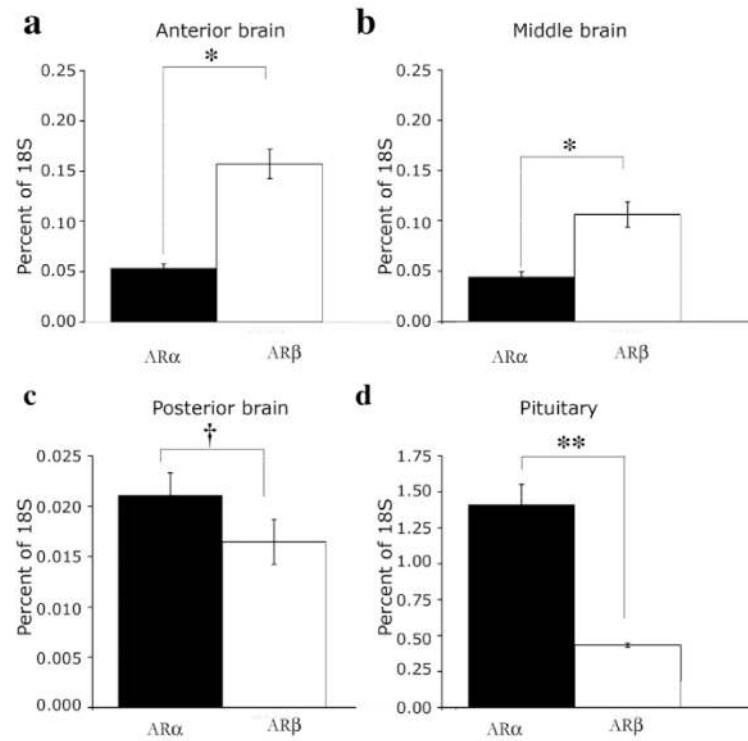 a
Anterior brain
*
0.25
0.20
0.15
0.10
0.05
0.00
Percent of 18S
ARα
ARβ
b
Middle brain
*
0.25
0.20
0.15
0.10
0.05
0.00
Percent of 18S
ARα
ARβ
c
Posterior brain
†
0.025
0.020
0.015
0.010
0.005
0.000
Percent of 18S
ARα
ARβ
d
Pituitary
**
1.75
1.50
1.25
1.00
0.75
0.50
0.25
0.00
Percent of 18S
ARα
ARβ